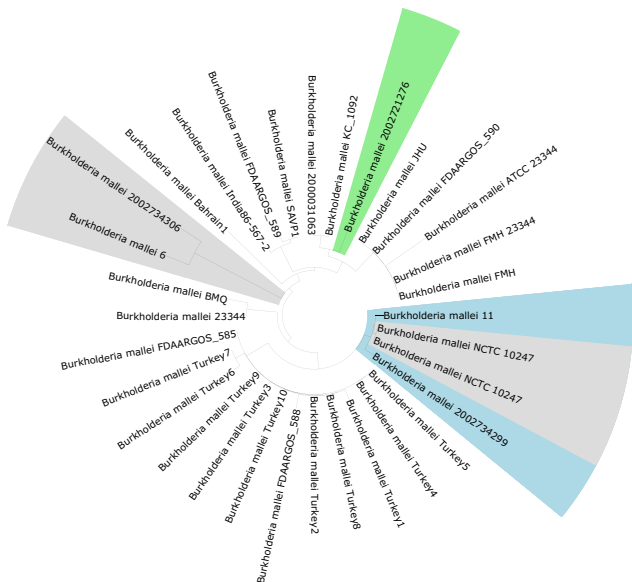 Burkholderia mallei 2002721276
Burkholderia mallei JHU
Burkholderia mallei FDAARGOS_590
Burkholderia mallei ATCC 23344
Burkholderia mallei FMH 23344
Burkholderia mallei FMH
Burkholderia mallei 11
Burkholderia mallei NCTC 10247
Burkholderia mallei NCTC 10247
Burkholderia mallei 2002734299
Burkholderia mallei Turkey5
Burkholderia mallei Turkey4
Burkholderia mallei Turkey1
Burkholderia mallei Turkey8
Burkholderia mallei Turkey2
Burkholderia mallei FDAARGOS_588
Burkholderia mallei Turkey10
Burkholderia mallei Turkey3
Burkholderia mallei Turkey9
Burkholderia mallei Turkey6
Burkholderia mallei Turkey7
Burkholderia mallei FDAARGOS_585
Burkholderia mallei 23344
Burkholderia mallei BMQ
Burkholderia mallei 6
Burkholderia mallei 2002734306
Burkholderia mallei Bahrain1
Burkholderia mallei India86-567-2
Burkholderia mallei FDAARGOS_589
Burkholderia mallei SAVP1
Burkholderia mallei 2000031063
Burkholderia mallei KC_1092